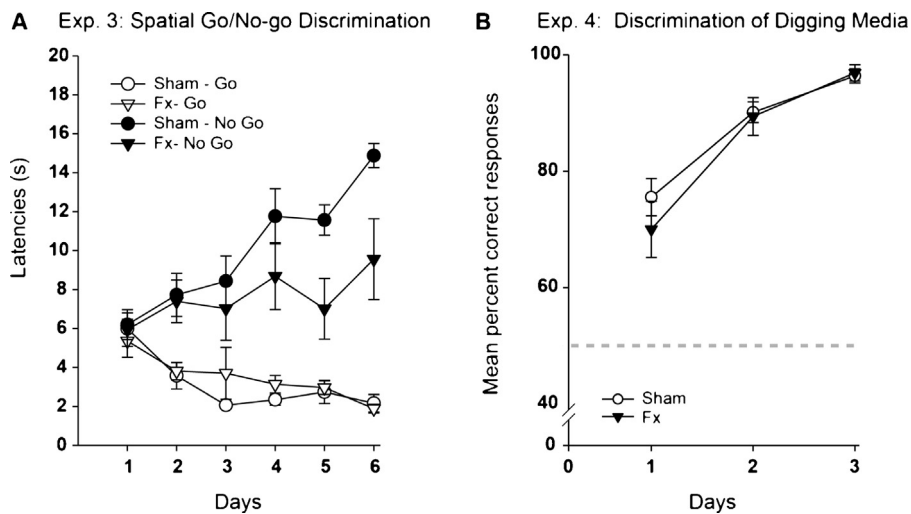 A Exp. 3: Spatial Go/No-go Discrimination
20
18
16
14
12
10
8
6
4
2
0
Latencies (s)
Sham - Go
Fx- Go
Sham - No Go
Fx- No Go
1 2 3 4 5 6
Days
B Exp. 4: Discrimination of Digging Media
100
80
60
40
0
Mean percent correct responses
Sham
Fx
0 1 2 3
Days